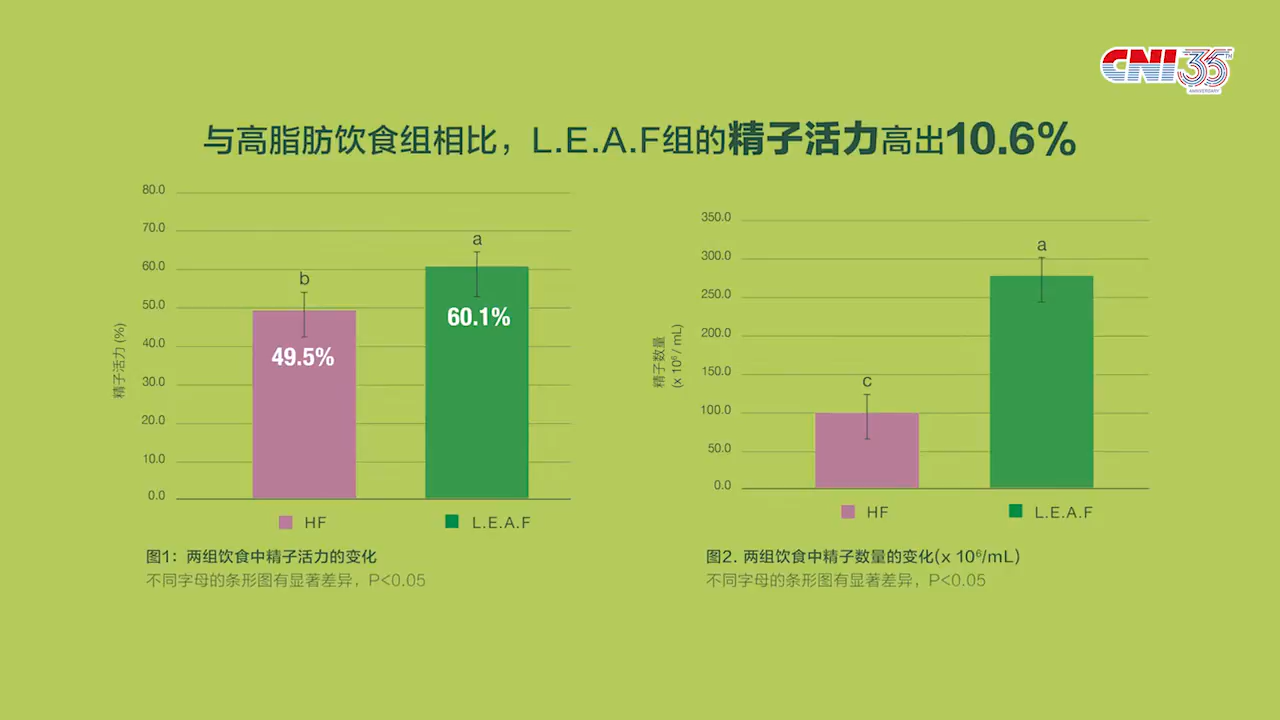 CNI 35TH
ANNIVERSARY
与高脂肪饮食组相比，L.E.A.F组的精子活力高出10.6%
80.0
70.0
60.0
50.0
40.0
30.0
20.0
10.0
0.0
精子活力 (%)
b
49.5%
a
60.1%
HF
L.E.A.F
图1：两组饮食中精子活力的变化
不同字母的条形图有显著差异，P<0.05
350.0
300.0
250.0
200.0
150.0
100.0
50.0
0.0
精子数量
(x 10⁶ / mL)
c
a
HF
L.E.A.F
图2. 两组饮食中精子数量的变化(x 10⁶/mL)
不同字母的条形图有显著差异，P<0.05